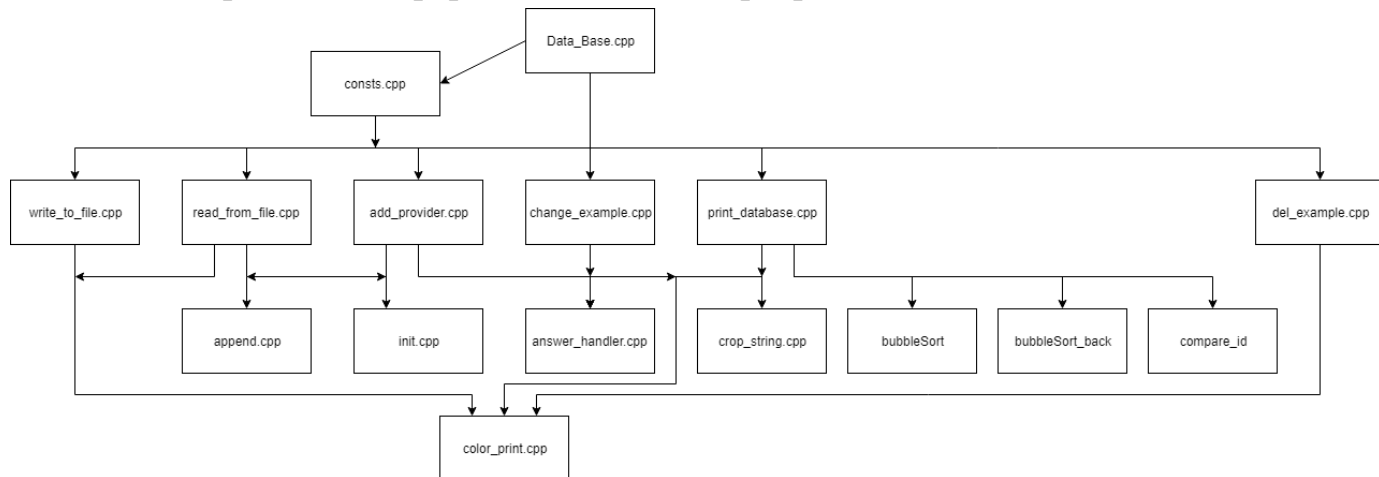 Data_Base.cpp
consts.cpp
write_to_file.cpp
read_from_file.cpp
add_provider.cpp
change_example.cpp
print_database.cpp
del_example.cpp
append.cpp
init.cpp
answer_handler.cpp
crop_string.cpp
bubbleSort
bubbleSort_back
compare_id
color_print.cpp